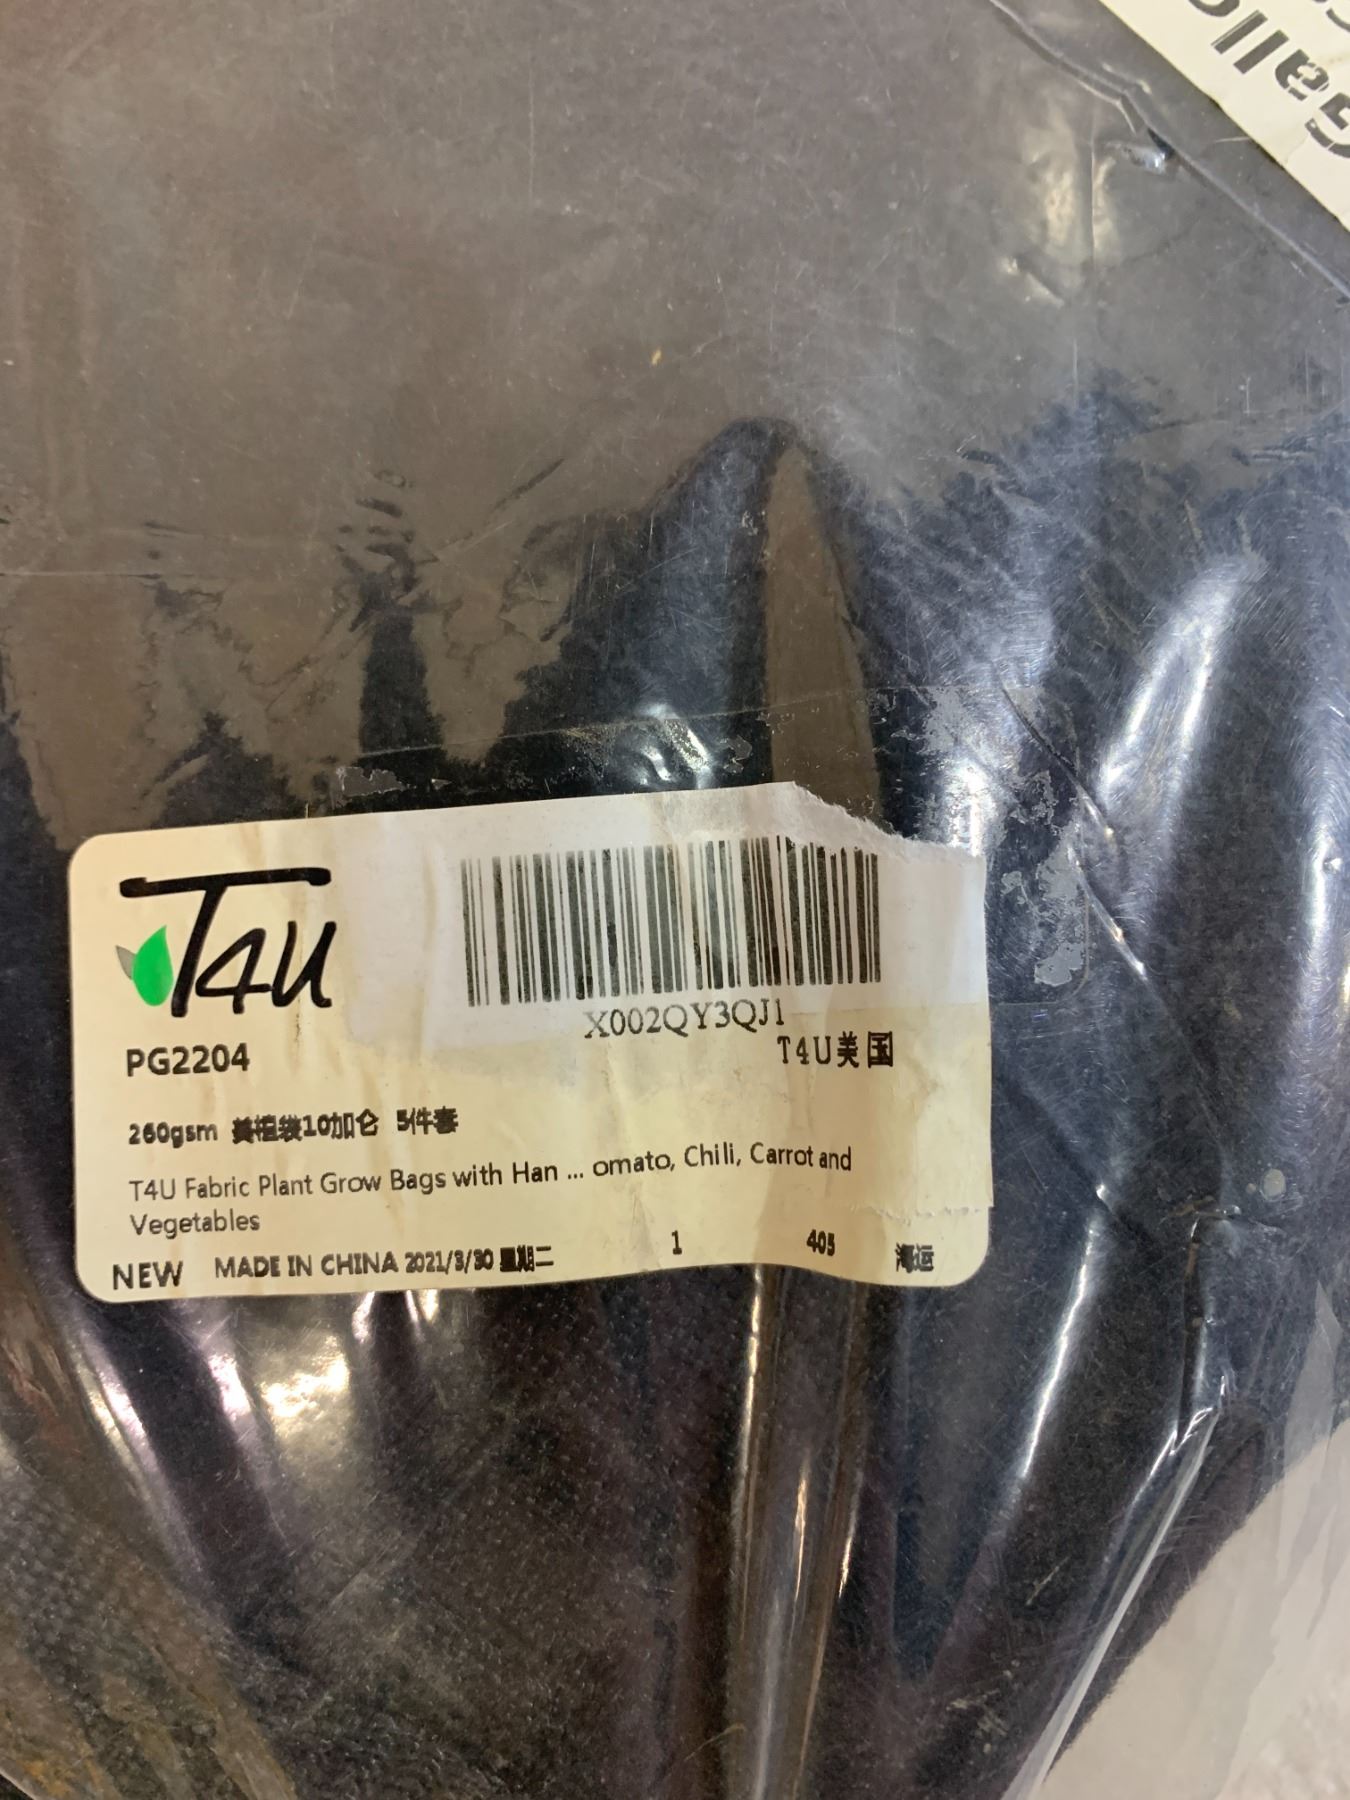 Gallo
T4U
X002QY3QJ1
T4U美国
PG2204
260gsm 美植袋10加仑 5件套
T4U Fabric Plant Grow Bags with Han ... omato, Chili, Carrot and
Vegetables
NEW MADE IN CHINA 2021/3/30 星期二 1 405 海运